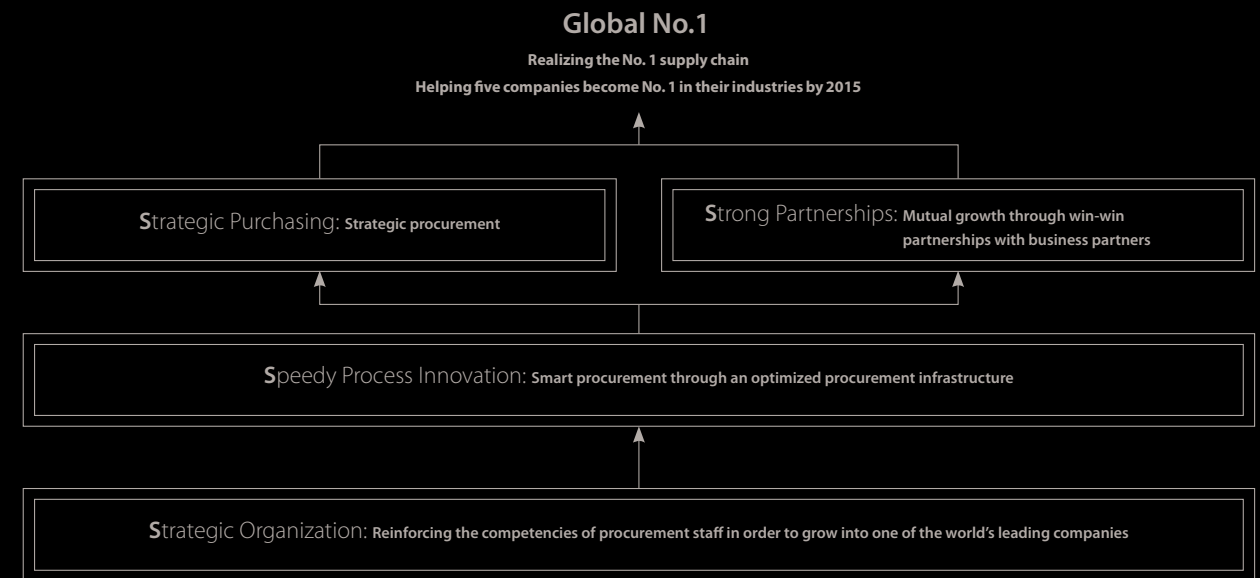 Global No.1
Realizing the No. 1 supply chain
Helping five companies become No. 1 in their industries by 2015
Strategic Purchasing: Strategic procurement
Strong Partnerships: Mutual growth through win-win
partnerships with business partners
Speedy Process Innovation: Smart procurement through an optimized procurement infrastructure
Strategic Organization: Reinforcing the competencies of procurement staff in order to grow into one of the world’s leading companies